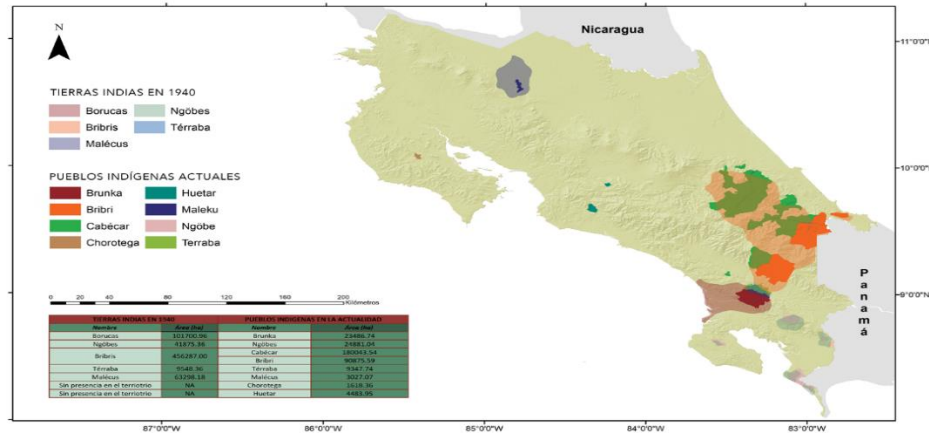 Nicaragua
N
11°0'0"N
TIERRAS INDIAS EN 1940
Borucas
Ngöbes
Bribris
Térraba
Malécus
10°0'0"N
PUEBLOS INDÍGENAS ACTUALES
Brunka
Huetar
Bribri
Maleku
Cabécar
Ngöbe
Chorotega
Terraba
Panamá
0 20 40 80 120 160 200
Kilómetros
9°0'0"N
TIERRAS INDIAS EN 1940 PUEBLOS INDIGENAS EN LA ACTUALIDAD
Nombre Área (ha) Nombre Área (ha)
Borucas 101700.96 Brunka 23486.74
Ngöbes 41875.36 Ngöbes 24881.04
Bribris 456287.00 Cabécar 180043.54
Bribri 90875.59
Térraba 9548.36 Térraba 9347.74
Malécus 63298.18 Malécus 3027.07
Sin presencia en el terriotrio NA Chorotega 1618.36
Sin presencia en el terriotrio NA Huetar 4483.95
87°0'0"W 86°0'0"W 85°0'0"W 84°0'0"W 83°0'0"W